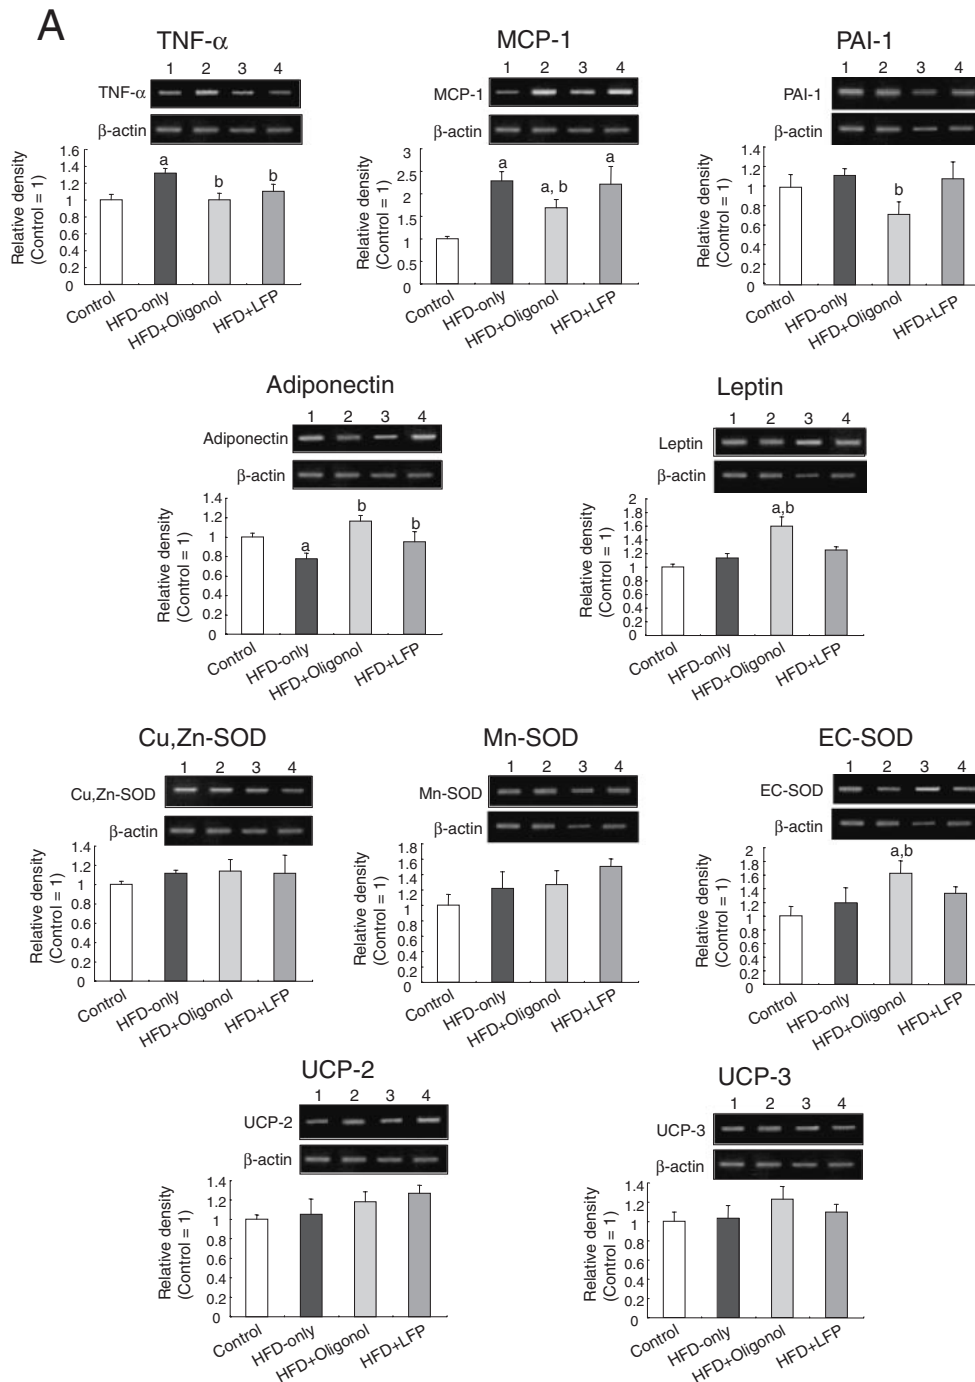 A
TNF-α
1 2 3 4
TNF-α
β-actin
Relative density
(Control = 1)
1.6
1.4
1.2
1
0.8
0.6
0.4
0.2
0
a
b
b
Control
HFD-only
HFD+Oligonol
HFD+LFP
MCP-1
1 2 3 4
MCP-1
β-actin
Relative density
(Control = 1)
3
2.5
2
1.5
1
0.5
0
a
a, b
a
Control
HFD-only
HFD+Oligonol
HFD+LFP
PAI-1
1 2 3 4
PAI-1
β-actin
Relative density
(Control = 1)
1.4
1.2
1
0.8
0.6
0.4
0.2
0
b
Control
HFD-only
HFD+Oligonol
HFD+LFP
Adiponectin
1 2 3 4
Adiponectin
β-actin
Relative density
(Control = 1)
1.4
1.2
1
0.8
0.6
0.4
0.2
0
a
b
b
Control
HFD-only
HFD+Oligonol
HFD+LFP
Leptin
1 2 3 4
Leptin
β-actin
Relative density
(Control = 1)
2
1.8
1.6
1.4
1.2
1
0.8
0.6
0.4
0.2
0
a,b
Control
HFD-only
HFD+Oligonol
HFD+LFP
Cu,Zn-SOD
1 2 3 4
Cu,Zn-SOD
β-actin
Relative density
(Control = 1)
1.4
1.2
1
0.8
0.6
0.4
0.2
0
Control
HFD-only
HFD+Oligonol
HFD+LFP
Mn-SOD
1 2 3 4
Mn-SOD
β-actin
Relative density
(Control = 1)
1.8
1.6
1.4
1.2
1
0.8
0.6
0.4
0.2
0
Control
HFD-only
HFD+Oligonol
HFD+LFP
EC-SOD
1 2 3 4
EC-SOD
β-actin
Relative density
(Control = 1)
2
1.8
1.6
1.4
1.2
1
0.8
0.6
0.4
0.2
0
a,b
Control
HFD-only
HFD+Oligonol
HFD+LFP
UCP-2
1 2 3 4
UCP-2
β-actin
Relative density
(Control = 1)
1.4
1.2
1
0.8
0.6
0.4
0.2
0
Control
HFD-only
HFD+Oligonol
HFD+LFP
UCP-3
1 2 3 4
UCP-3
β-actin
Relative density
(Control = 1)
1.4
1.2
1
0.8
0.6
0.4
0.2
0
Control
HFD-only
HFD+Oligonol
HFD+LFP